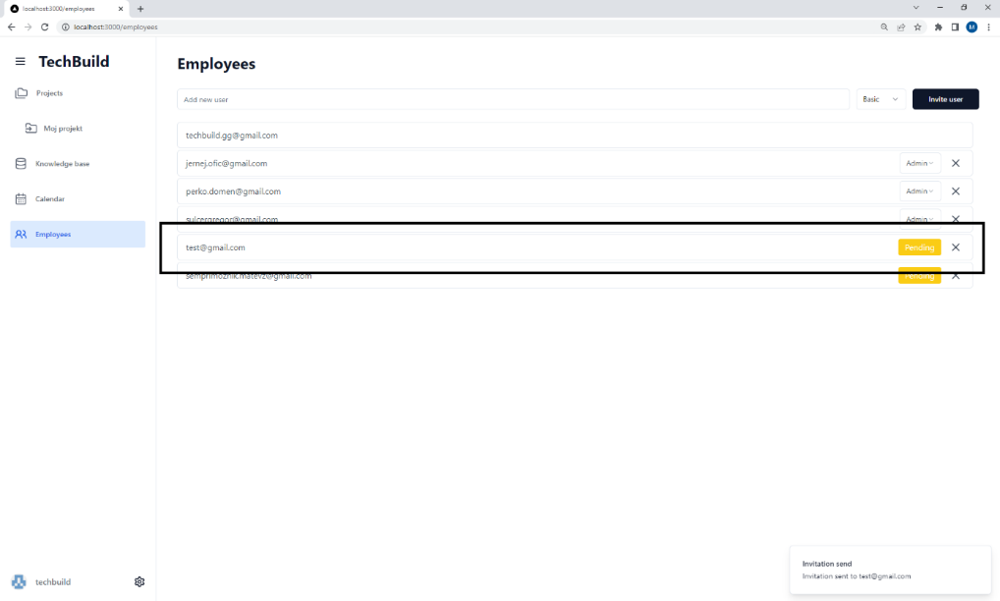 localhost:3000/employees
localhost:3000/employees
M
TechBuild
Projects
Moj projekt
Knowledge base
Calendar
Employees
Employees
Add new user
Basic
Invite user
techbuild.gg@gmail.com
jernej.ofic@gmail.com
Admin
perko.domen@gmail.com
Admin
sulcergregor@gmail.com
Admin
test@gmail.com
Pending
semprimoznik.matevz@gmail.com
Pending
techbuild
Invitation send
Invitation sent to test@gmail.com